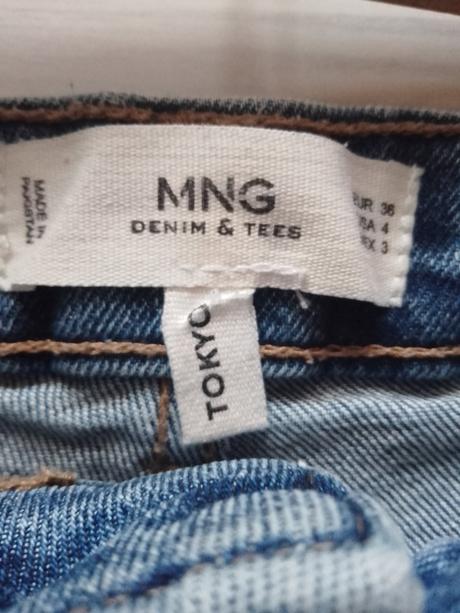 MADE IN
PAKISTAN
MNG
DENIM & TEES
EUR 36
USA 4
MEX 3
TOKYO